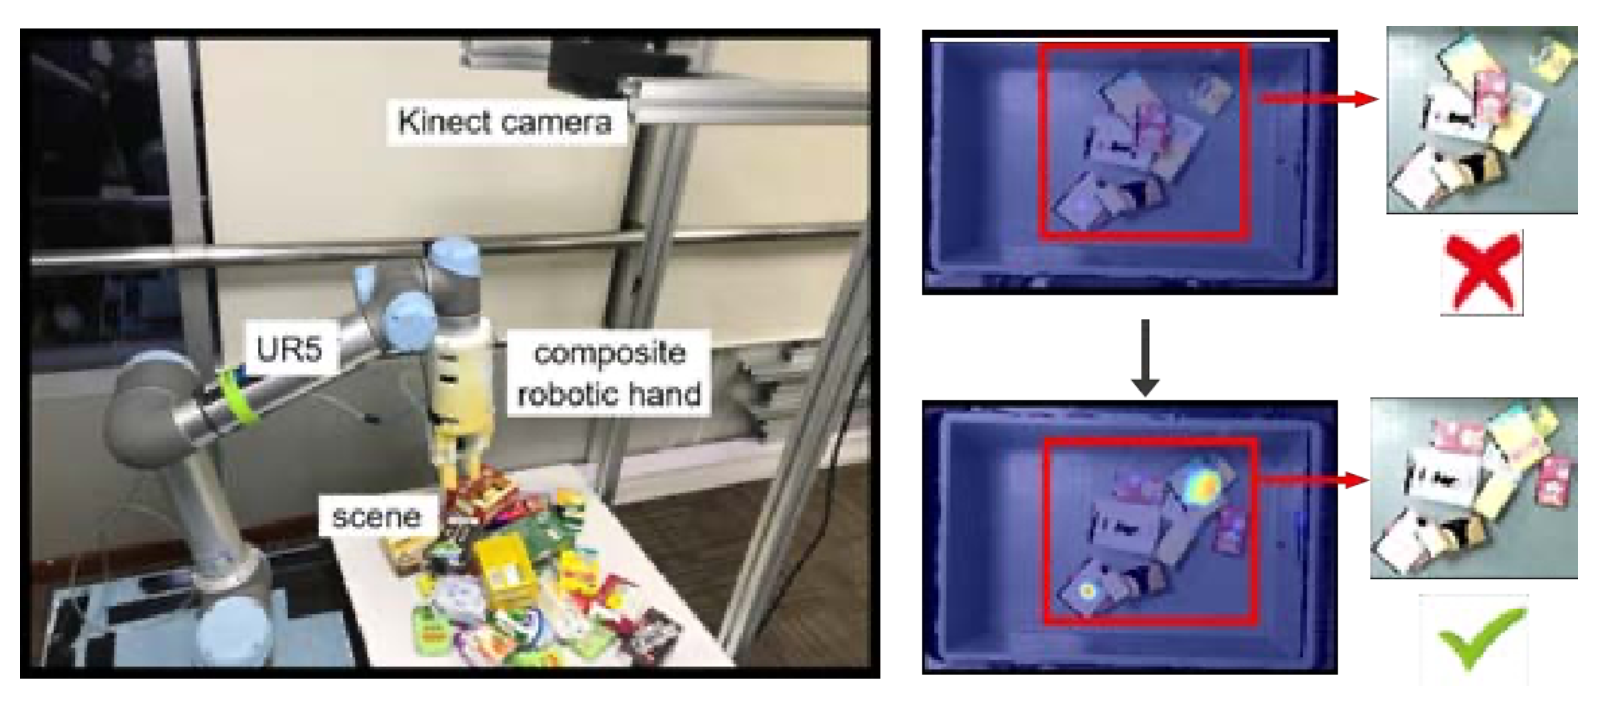 Kinect camera
UR5
composite
robotic hand
scene